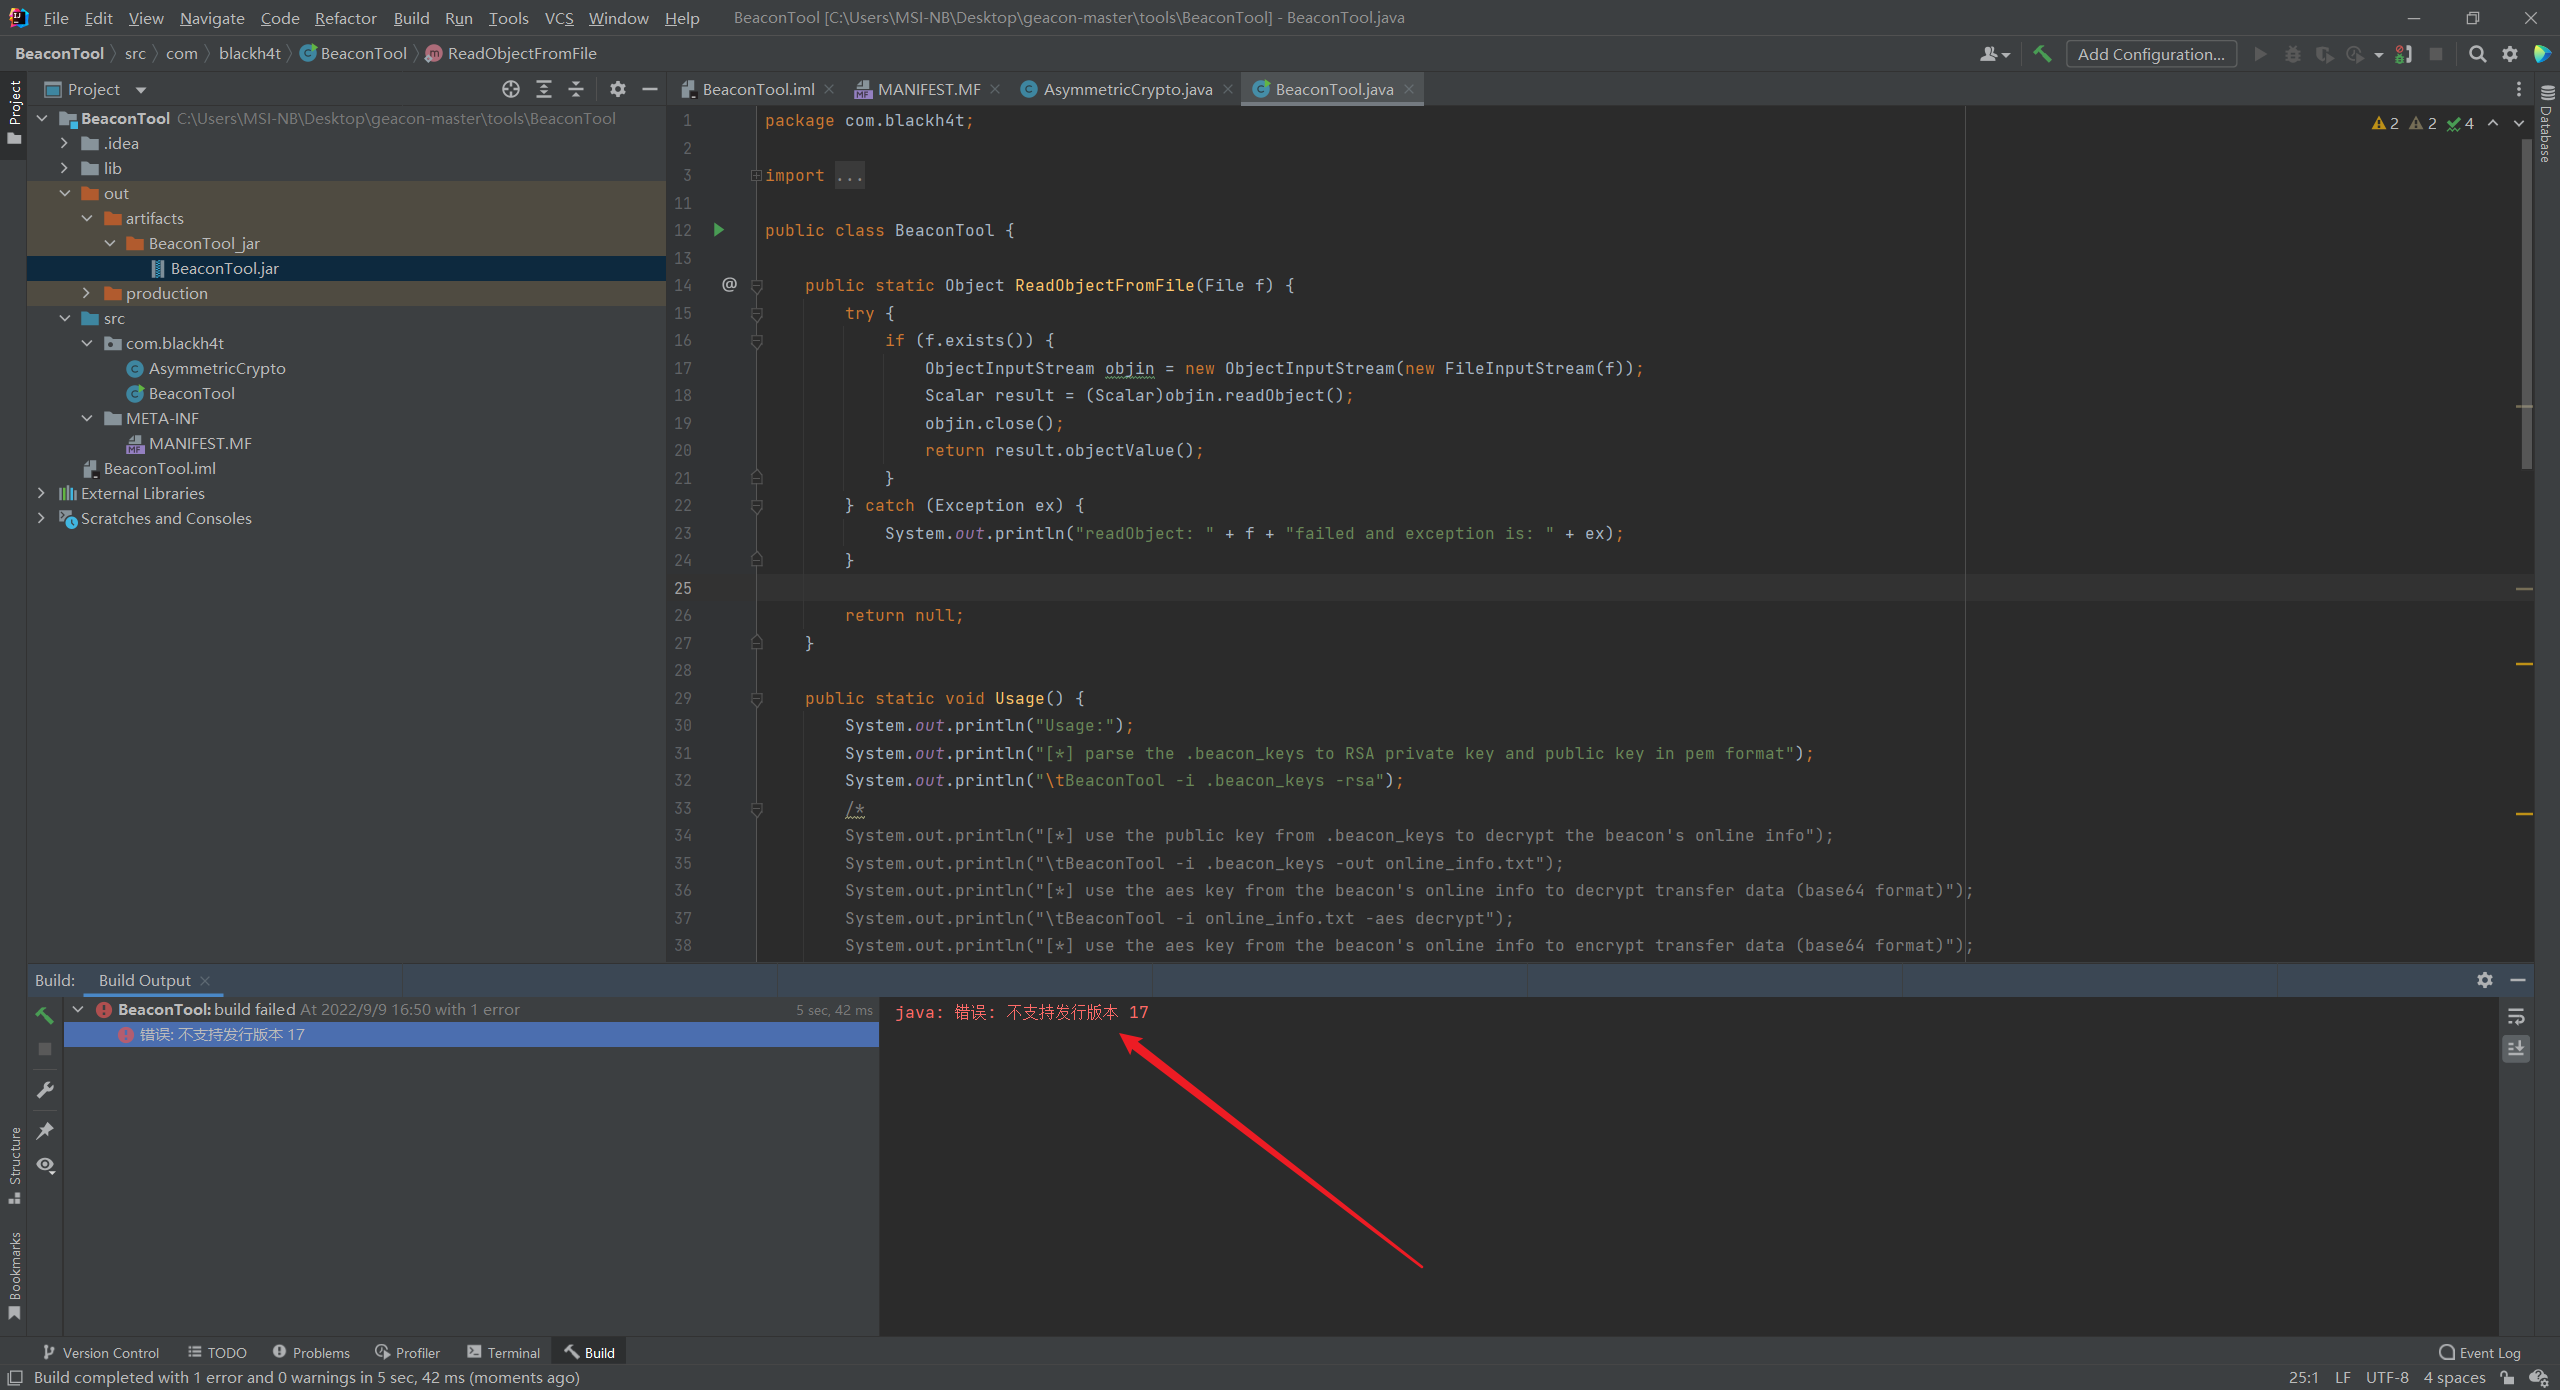 File Edit View Navigate Code Refactor Build Run Tools VCS Window Help BeaconTool [C:\Users\MSI-NB\Desktop\geacon-master\tools\BeaconTool] - BeaconTool.java
BeaconTool src com blackh4t BeaconTool ReadObjectFromFile Add Configuration...
Project
Project
BeaconTool C:\Users\MSI-NB\Desktop\geacon-master\tools\BeaconTool
.idea
lib
out
artifacts
BeaconTool_jar
BeaconTool.jar
production
src
com.blackh4t
AsymmetricCrypto
BeaconTool
META-INF
MANIFEST.MF
BeaconTool.iml
External Libraries
Scratches and Consoles
Structure
Bookmarks
BeaconTool.iml MANIFEST.MF AsymmetricCrypto.java BeaconTool.java
2 2 4
Database
1 package com.blackh4t;
2
3 import ...
11
12 public class BeaconTool {
13
14 @ public static Object ReadObjectFromFile(File f) {
15 try {
16 if (f.exists()) {
17 ObjectInputStream objin = new ObjectInputStream(new FileInputStream(f));
18 Scalar result = (Scalar)objin.readObject();
19 objin.close();
20 return result.objectValue();
21 }
22 } catch (Exception ex) {
23 System.out.println("readObject: " + f + "failed and exception is: " + ex);
24 }
25
26 return null;
27 }
28
29 public static void Usage() {
30 System.out.println("Usage:");
31 System.out.println("[*] parse the .beacon_keys to RSA private key and public key in pem format");
32 System.out.println("\tBeaconTool -i .beacon_keys -rsa");
33 /*
34 System.out.println("[*] use the public key from .beacon_keys to decrypt the beacon's online info");
35 System.out.println("\tBeaconTool -i .beacon_keys -out online_info.txt");
36 System.out.println("[*] use the aes key from the beacon's online info to decrypt transfer data (base64 format)");
37 System.out.println("\tBeaconTool -i online_info.txt -aes decrypt");
38 System.out.println("[*] use the aes key from the beacon's online info to encrypt transfer data (base64 format)");
Build: Build Output
BeaconTool: build failed At 2022/9/9 16:50 with 1 error 5 sec, 42 ms
错误: 不支持发行版本 17
java: 错误: 不支持发行版本 17
Version Control TODO Problems Profiler Terminal Build Event Log
Build completed with 1 error and 0 warnings in 5 sec, 42 ms (moments ago) 25:1 LF UTF-8 4 spaces